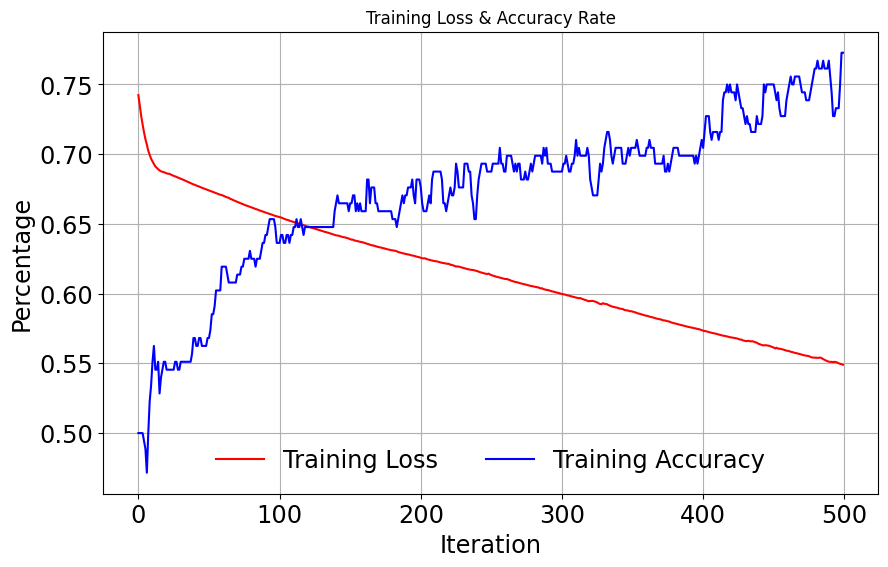 Training Loss & Accuracy Rate
Percentage
0.75
0.70
0.65
0.60
0.55
0.50
Training Loss Training Accuracy
0 100 200 300 400 500
Iteration